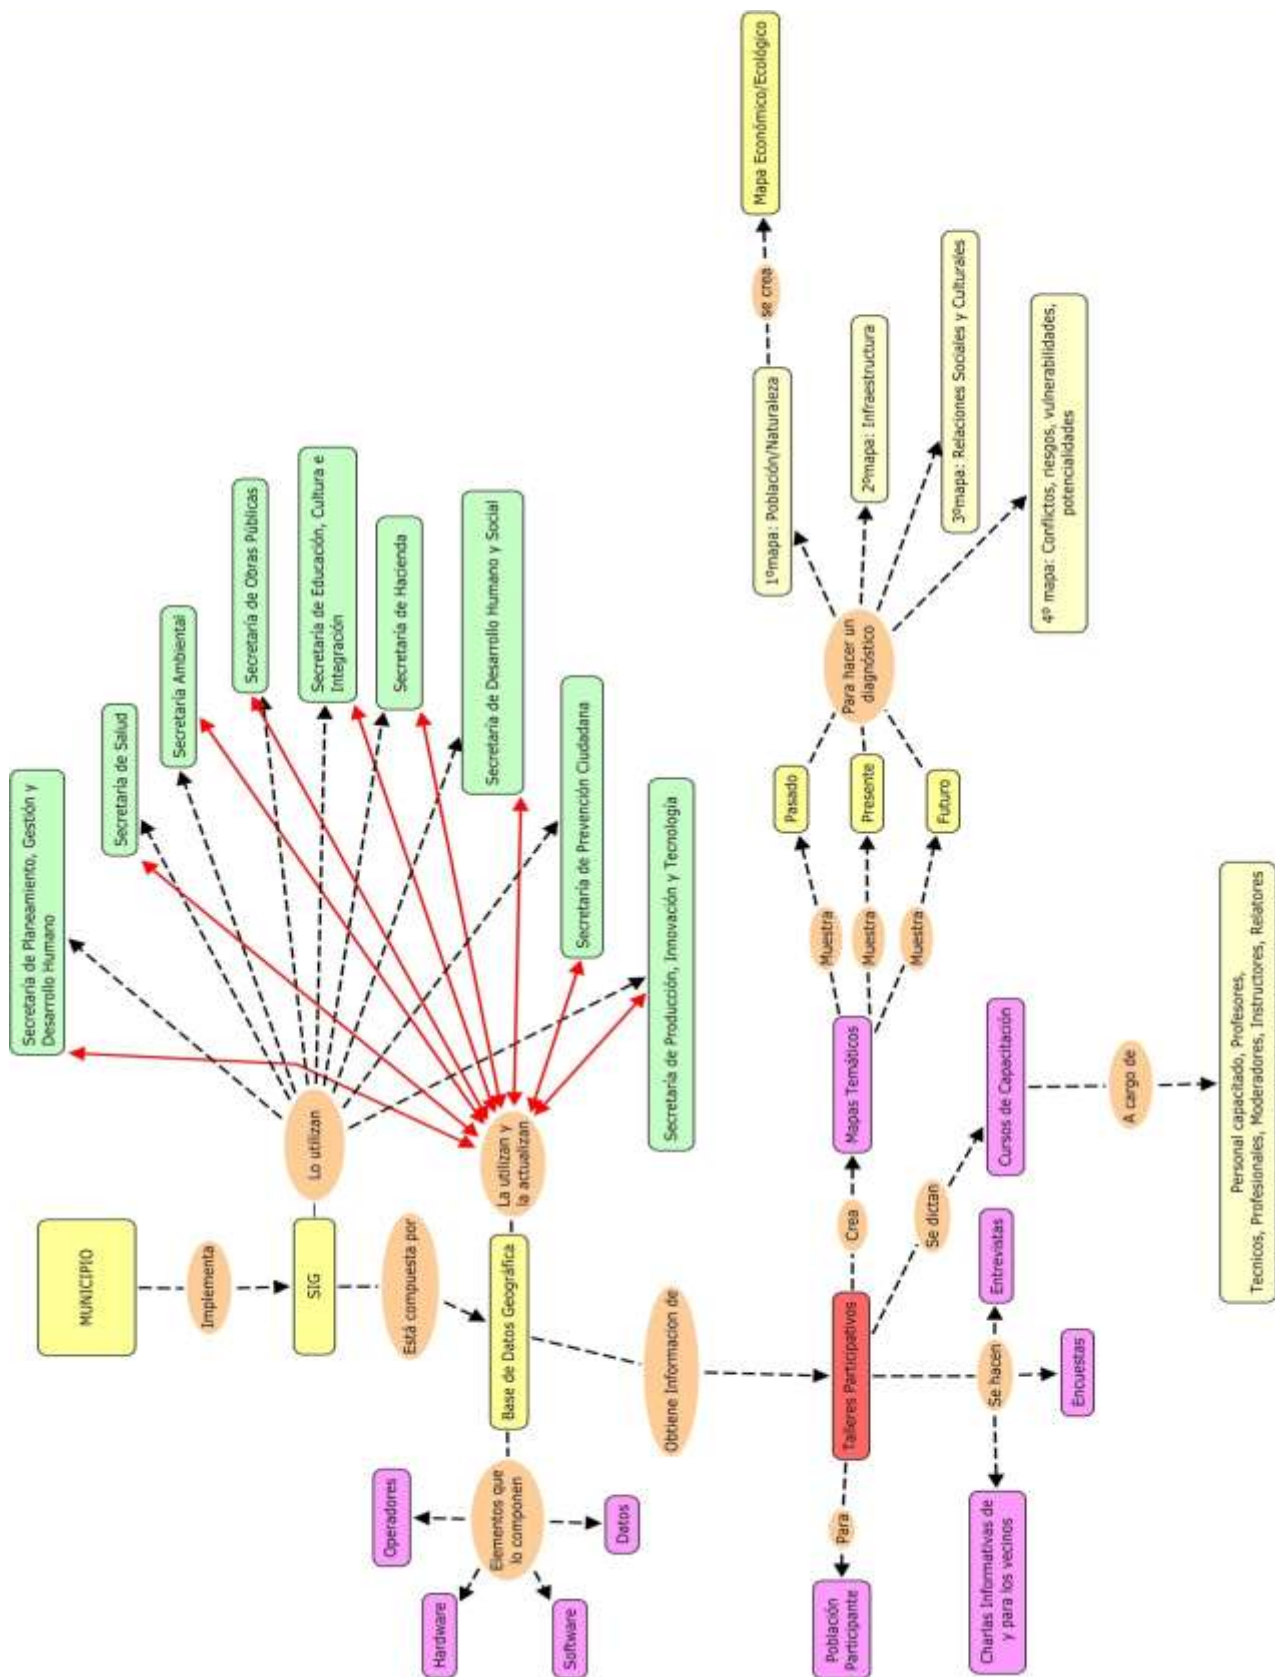 MUNICIPIO
Implementa
SIG
Lo utilizan
Secretaría de Planeamiento, Gestión y
Desarrollo Humano
Secretaría de Salud
Secretaría Ambiental
Secretaría de Obras Públicas
Secretaría de Educación, Cultura e
Integración
Secretaría de Hacienda
Secretaría de Desarrollo Humano y Social
Secretaría de Prevención Ciudadana
Secretaría de Producción, Innovación y Tecnología
Está compuesta por
La utilizan y
la actualizan
Base de Datos Geográfica
Elementos que
lo componen
Hardware
Operadores
Software
Datos
Obtiene Informacion de
Talleres Participativos
Para
Población
Participante
Se hacen
Charlas Informativas de
y para los vecinos
Encuestas
Entrevistas
Se dictan
Cursos de Capacitación
A cargo de
Personal capacitado, Profesores,
Tecnicos, Profesionales, Moderadores, Instructores, Relatores
Crea
Mapas Temáticos
Muestra
Muestra
Muestra
Pasado
Presente
Futuro
Para hacer un
diagnóstico
1ºmapa: Población/Naturaleza
se crea
Mapa Económico/Ecológico
2ºmapa: Infraestructura
3ºmapa: Relaciones Sociales y Culturales
4º mapa: Conflictos, riesgos, vulnerabilidades,
potencialidades